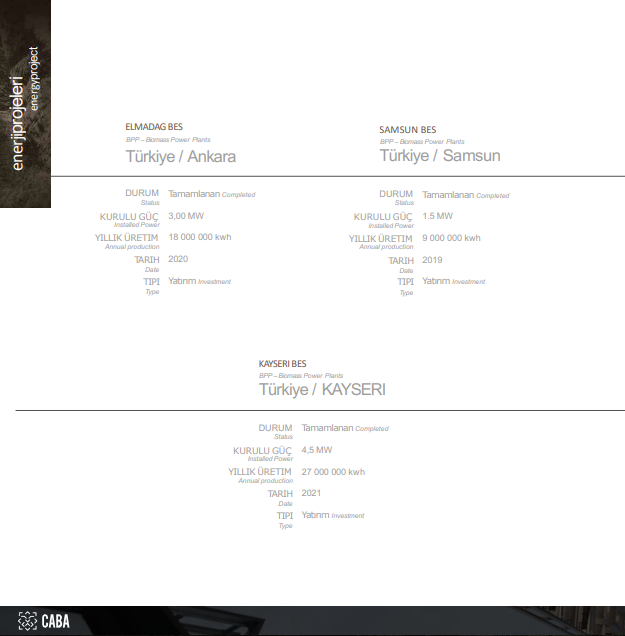 enerjiprojeleri
energyproject
ELMADAG BES
BPP – Biomass Power Plants
Türkiye / Ankara
DURUM Tamamlanan Completed
Status
KURULU GÜÇ 3,00 MW
Installed Power
YILLIK ÜRETIM 18 000 000 kwh
Annual production
TARIH 2020
Date
TIPI Yatırım Investment
Type
SAMSUN BES
BPP – Biomass Power Plants
Türkiye / Samsun
DURUM Tamamlanan Completed
Status
KURULU GÜÇ 1.5 MW
Installed Power
YILLIK ÜRETIM 9 000 000 kwh
Annual production
TARIH 2019
Date
TIPI Yatırım Investment
Type
KAYSERI BES
BPP – Biomass Power Plants
Türkiye / KAYSERI
DURUM Tamamlanan Completed
Status
KURULU GÜÇ 4,5 MW
Installed Power
YILLIK ÜRETIM 27 000 000 kwh
Annual production
TARIH 2021
Date
TIPI Yatırım Investment
Type
CABA